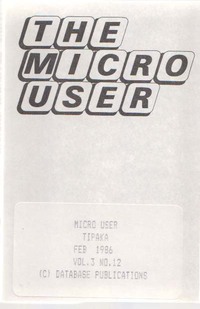 THE
MICRO
USER
MICRO USER
TIPAKA
FEB 1986
VOL.3 NO.12
(C) DATABASE PUBLICATIONS